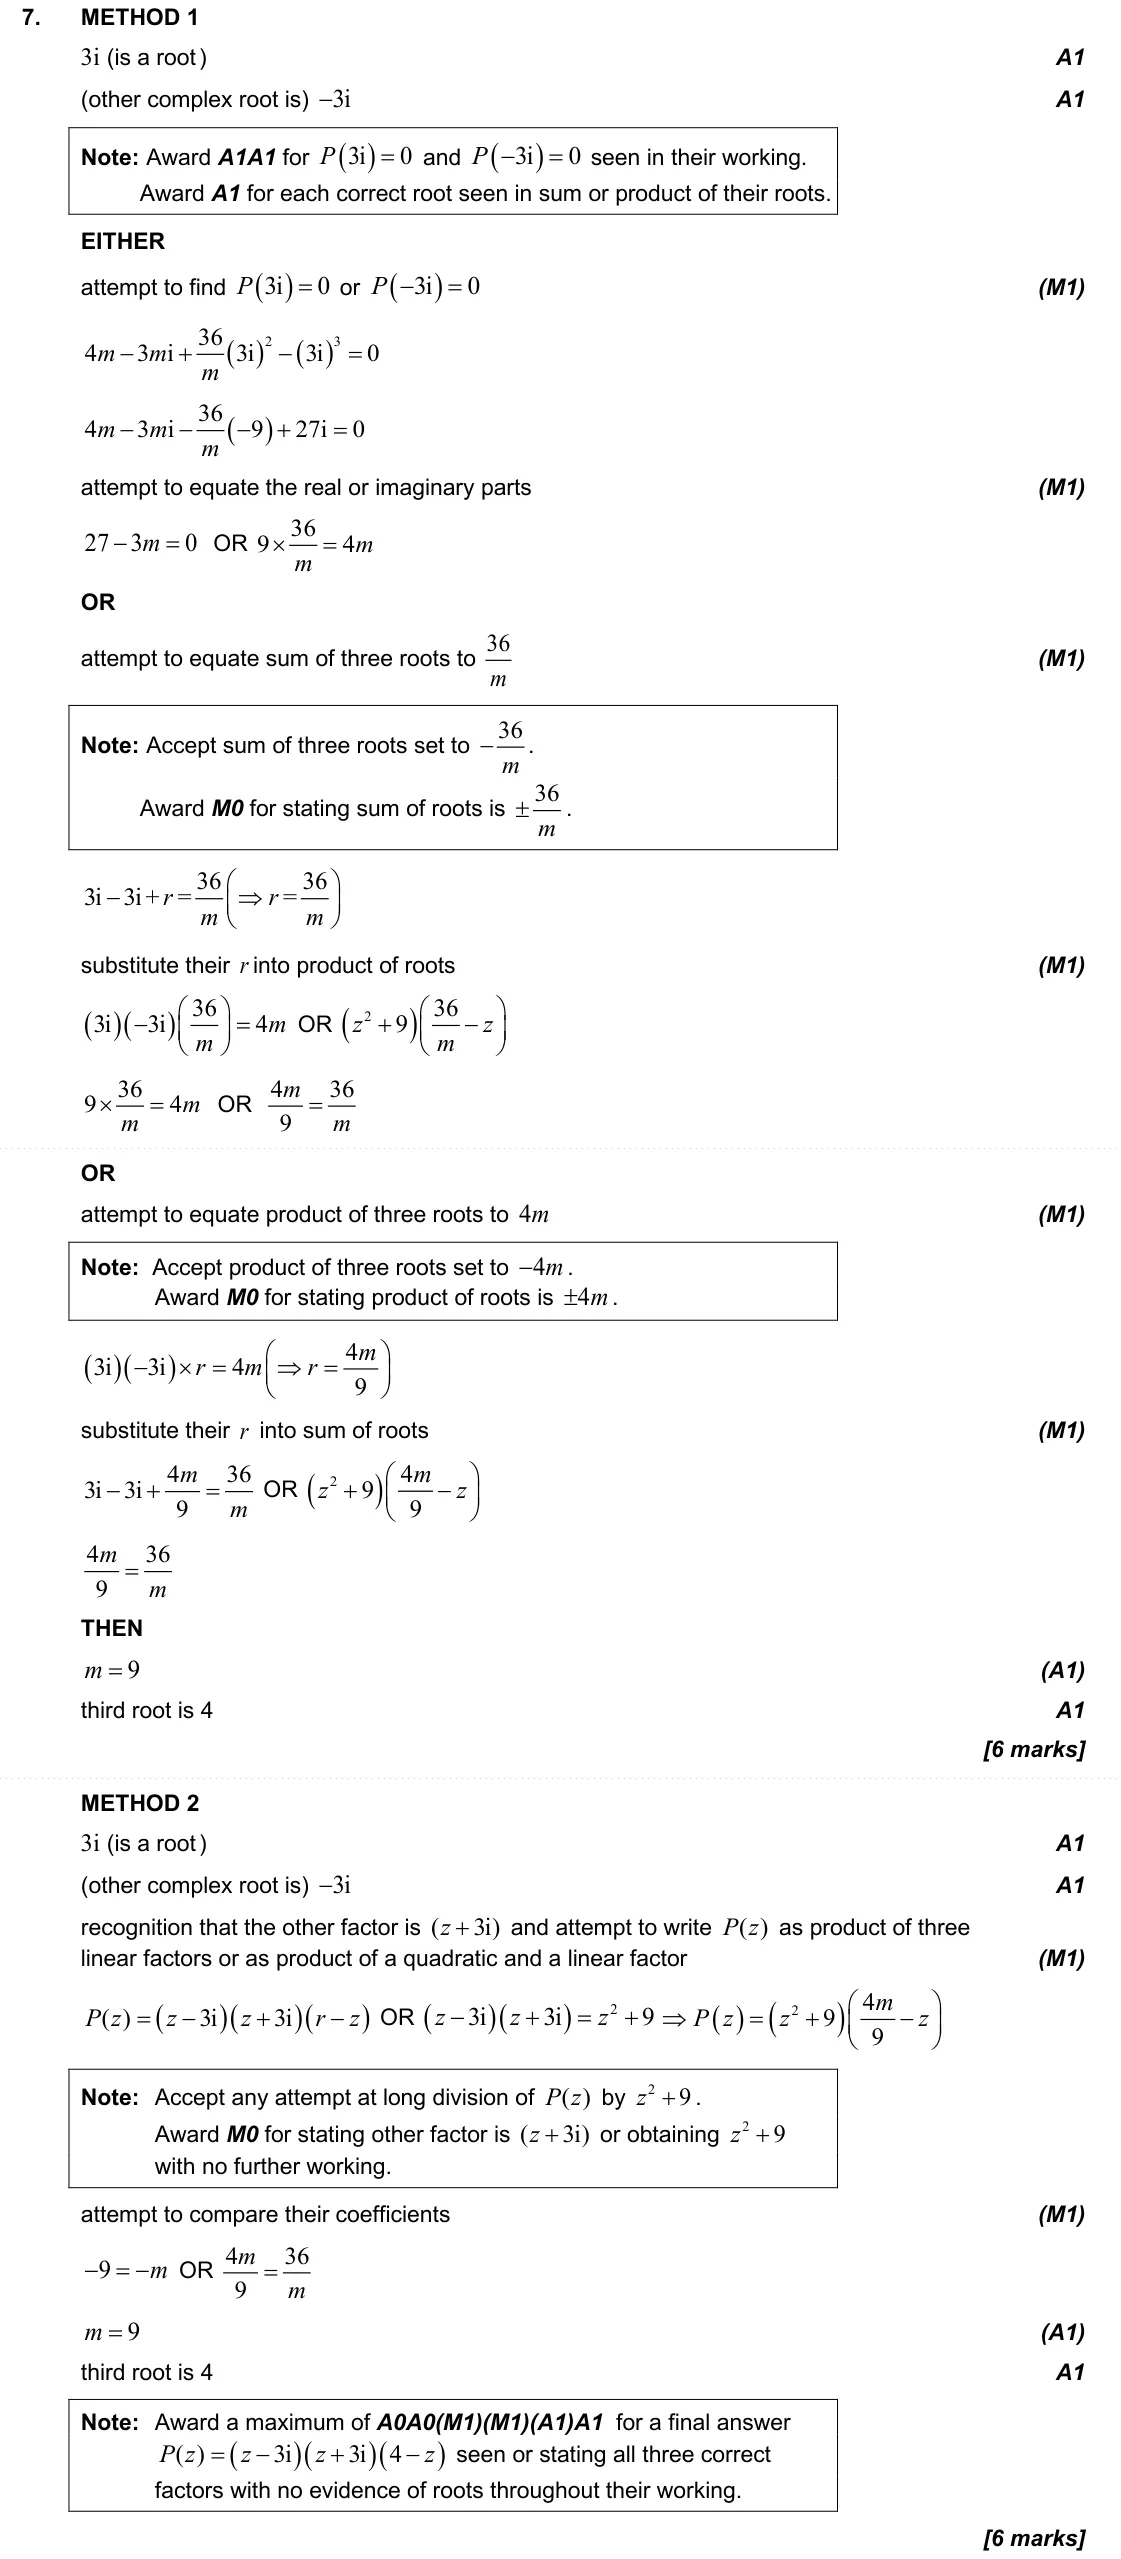 7. METHOD 1
3i (is a root) A1
(other complex root is) −3i A1
Note: Award A1A1 for P(3i) = 0 and P(−3i) = 0 seen in their working.
Award A1 for each correct root seen in sum or product of their roots.
EITHER
attempt to find P(3i) = 0 or P(−3i) = 0 (M1)
4m − 3mi + 36/m (3i)² − (3i)³ = 0
4m − 3mi − 36/m (−9) + 27i = 0
attempt to equate the real or imaginary parts (M1)
27 − 3m = 0 OR 9 × 36/m = 4m
OR
attempt to equate sum of three roots to 36/m (M1)
Note: Accept sum of three roots set to −36/m.
Award M0 for stating sum of roots is ±36/m.
3i − 3i + r = 36/m (⇒ r = 36/m)
substitute their r into product of roots (M1)
(3i)(−3i)(36/m) = 4m OR (z² + 9)(36/m − z)
9 × 36/m = 4m OR 4m/9 = 36/m
OR
attempt to equate product of three roots to 4m (M1)
Note: Accept product of three roots set to −4m.
Award M0 for stating product of roots is ±4m.
(3i)(−3i) × r = 4m (⇒ r = 4m/9)
substitute their r into sum of roots (M1)
3i − 3i + 4m/9 = 36/m OR (z² + 9)(4m/9 − z)
4m/9 = 36/m
THEN
m = 9 (A1)
third root is 4 A1
[6 marks]
METHOD 2
3i (is a root) A1
(other complex root is) −3i A1
recognition that the other factor is (z + 3i) and attempt to write P(z) as product of three
linear factors or as product of a quadratic and a linear factor (M1)
P(z) = (z − 3i)(z + 3i)(r − z) OR (z − 3i)(z + 3i) = z² + 9 ⇒ P(z) = (z² + 9)(4m/9 − z)
Note: Accept any attempt at long division of P(z) by z² + 9.
Award M0 for stating other factor is (z + 3i) or obtaining z² + 9
with no further working.
attempt to compare their coefficients (M1)
−9 = −m OR 4m/9 = 36/m
m = 9 (A1)
third root is 4 A1
Note: Award a maximum of A0A0(M1)(M1)(A1)A1 for a final answer
P(z) = (z − 3i)(z + 3i)(4 − z) seen or stating all three correct
factors with no evidence of roots throughout their working.
[6 marks]